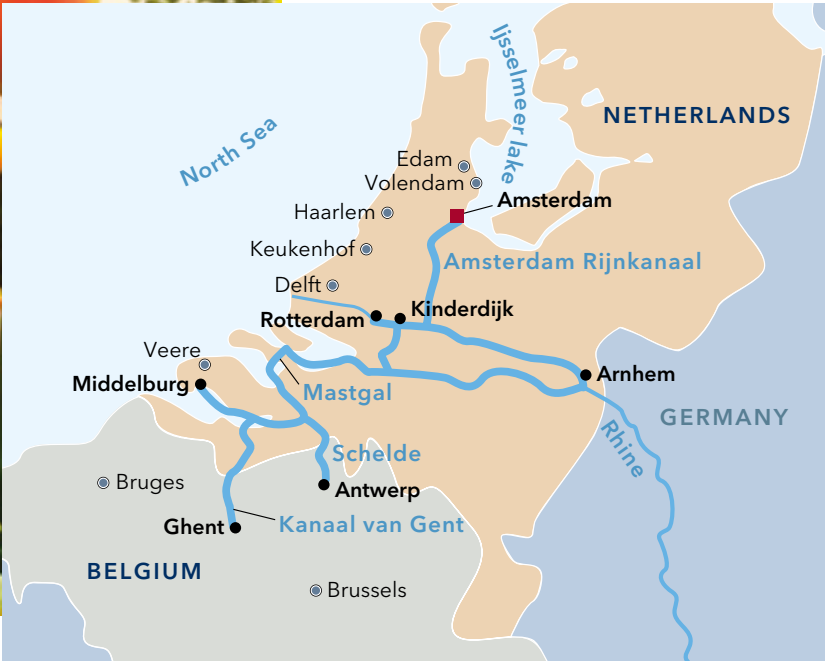 Ijsselmeer lake
NETHERLANDS
North Sea
Edam
Volendam
Amsterdam
Haarlem
Keukenhof
Amsterdam Rijnkanaal
Delft
Kinderdijk
Rotterdam
Veere
Arnhem
Middelburg
Mastgal
GERMANY
Rhine
Schelde
Bruges
Antwerp
Ghent
Kanaal van Gent
BELGIUM
Brussels